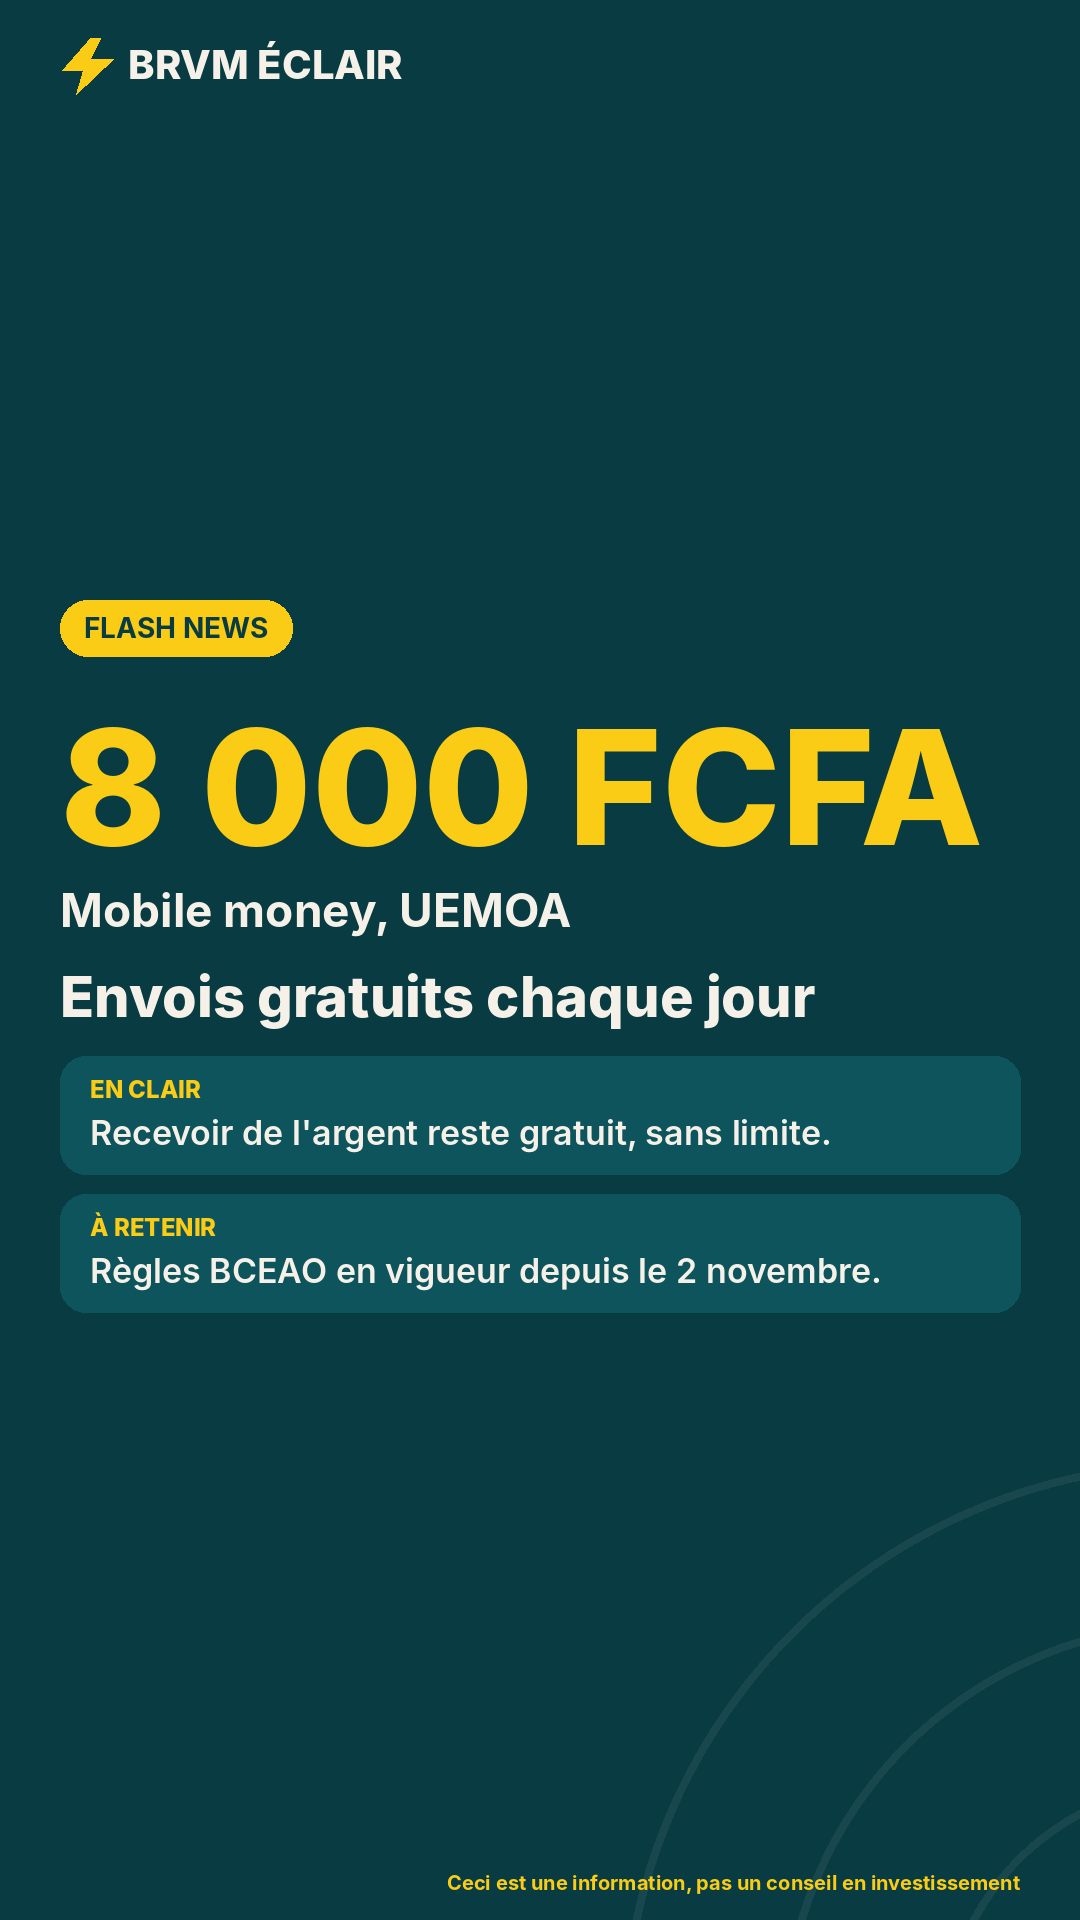 BRVM ÉCLAIR
FLASH NEWS
8 000 FCFA
Mobile money, UEMOA
Envois gratuits chaque jour
EN CLAIR
Recevoir de l'argent reste gratuit, sans limite.
À RETENIR
Règles BCEAO en vigueur depuis le 2 novembre.
Ceci est une information, pas un conseil en investissement